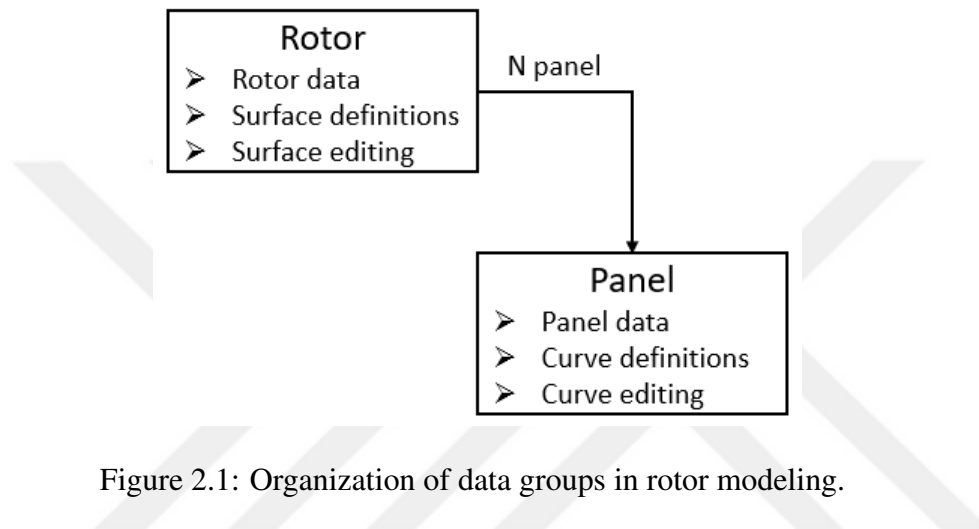 Rotor
➢ Rotor data
➢ Surface definitions
➢ Surface editing
N panel
Panel
➢ Panel data
➢ Curve definitions
➢ Curve editing
Figure 2.1: Organization of data groups in rotor modeling.